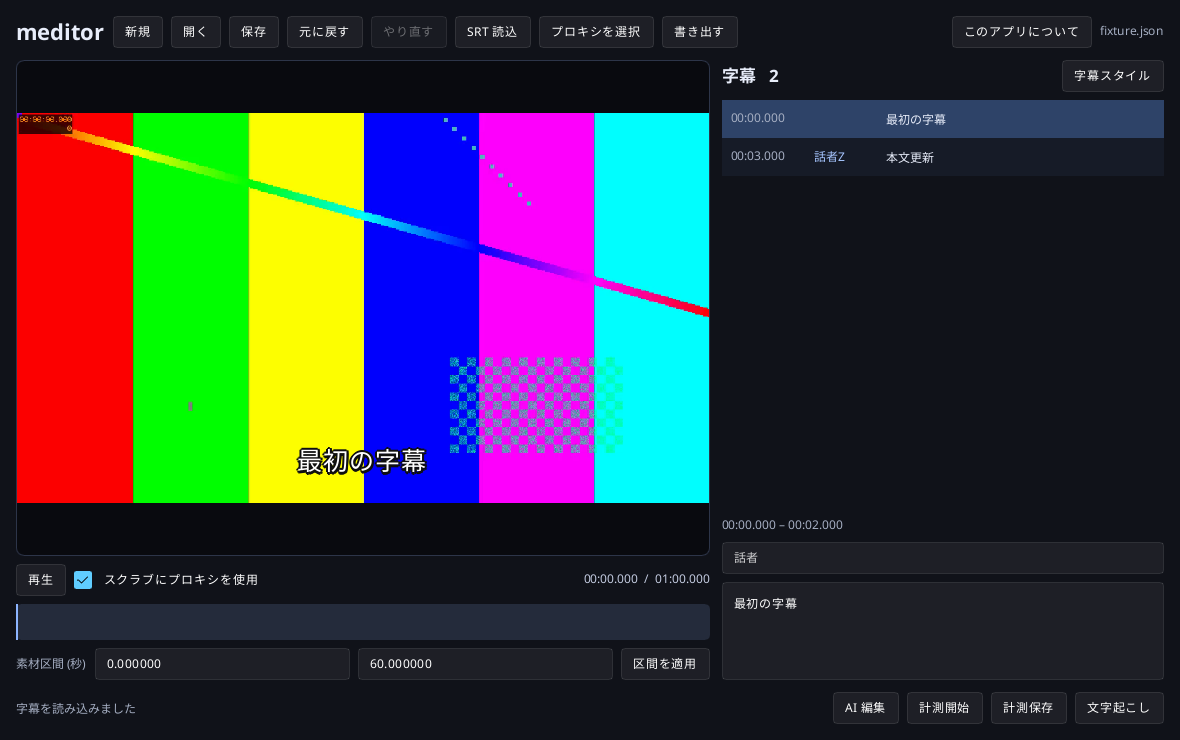 meditor 新規 開く 保存 元に戻す やり直す SRT 読込 プロキシを選択 書き出す このアプリについて fixture.json
字幕 2 字幕スタイル
00:00.000 最初の字幕
00:03.000 話者Z 本文更新
00:00:00.000
0
最初の字幕
00:00.000 – 00:02.000
話者
最初の字幕
再生 スクラブにプロキシを使用 00:00.000 / 01:00.000
素材区間 (秒) 0.000000 60.000000 区間を適用
字幕を読み込みました AI 編集 計測開始 計測保存 文字起こし